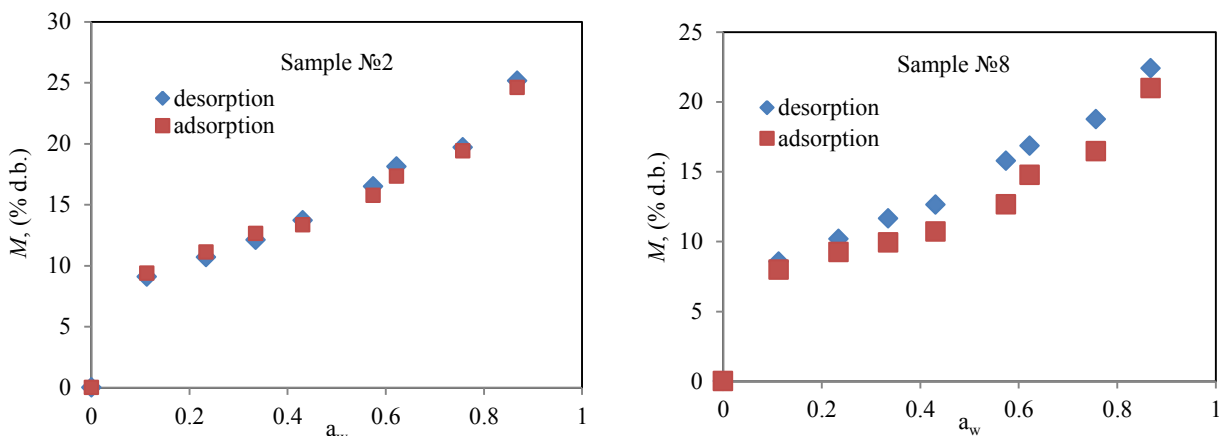 Sample №2
desorption
adsorption
M, (% d.b.)
30
25
20
15
10
5
0
0 0.2 0.4 0.6 0.8 1
a_w
Sample №8
desorption
adsorption
M, (% d.b.)
25
20
15
10
5
0
0 0.2 0.4 0.6 0.8 1
a_w